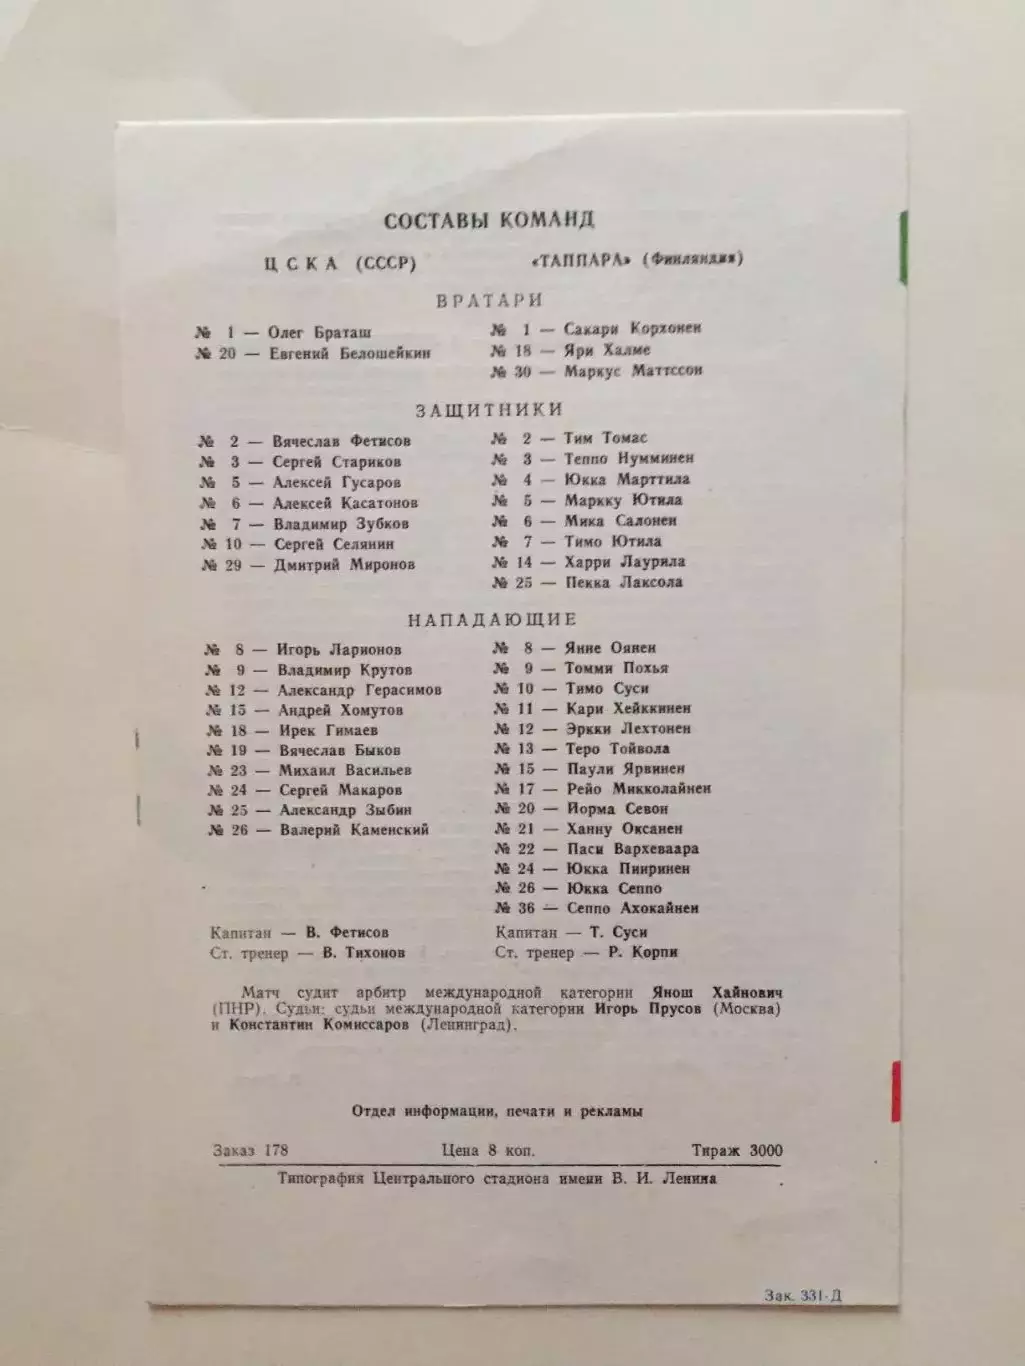 СОСТАВЫ КОМАНД
ЦСКА (СССР)
«ТАППАРА» (Финляндия)
ВРАТАРИ
№ 1 — Олег Браташ
№ 20 — Евгений Белошейкин
№ 1 — Сакари Корхонен
№ 18 — Яри Халме
№ 30 — Маркус Маттссон
ЗАЩИТНИКИ
№ 2 — Вячеслав Фетисов
№ 3 — Сергей Стариков
№ 5 — Алексей Гусаров
№ 6 — Алексей Касатонов
№ 7 — Владимир Зубков
№ 10 — Сергей Селянин
№ 29 — Дмитрий Миронов
№ 2 — Тим Томас
№ 3 — Теппо Нумминен
№ 4 — Юкка Марттила
№ 5 — Маркку Ютила
№ 6 — Мика Салонен
№ 7 — Тимо Ютила
№ 14 — Харри Лаурила
№ 25 — Пекка Лаксола
НАПАДАЮЩИЕ
№ 8 — Игорь Ларионов
№ 9 — Владимир Крутов
№ 12 — Александр Герасимов
№ 15 — Андрей Хомутов
№ 18 — Ирек Гимаев
№ 19 — Вячеслав Быков
№ 23 — Михаил Васильев
№ 24 — Сергей Макаров
№ 25 — Александр Зыбин
№ 26 — Валерий Каменский
№ 8 — Янне Оянен
№ 9 — Томми Похья
№ 10 — Тимо Суси
№ 11 — Кари Хейккинен
№ 12 — Эркки Лехтонен
№ 13 — Теро Тойвола
№ 15 — Паули Ярвинен
№ 17 — Рейо Микколайнен
№ 20 — Йорма Севон
№ 21 — Ханну Оксанен
№ 22 — Паси Вархеваара
№ 24 — Юкка Пииринен
№ 26 — Юкка Сеппо
№ 36 — Сеппо Ахокайнен
Капитан — В. Фетисов
Ст. тренер — В. Тихонов
Капитан — Т. Суси
Ст. тренер — Р. Корпи
Матч судит арбитр международной категории Янош Хайнович
(ПНР). Судьи: судьи международной категории Игорь Прусов (Москва)
и Константин Комиссаров (Ленинград).
Отдел информации, печати и рекламы
Заказ 178 Цена 8 коп. Тираж 3000
Типография Центрального стадиона имени В. И. Ленина
Зак. 331-Д